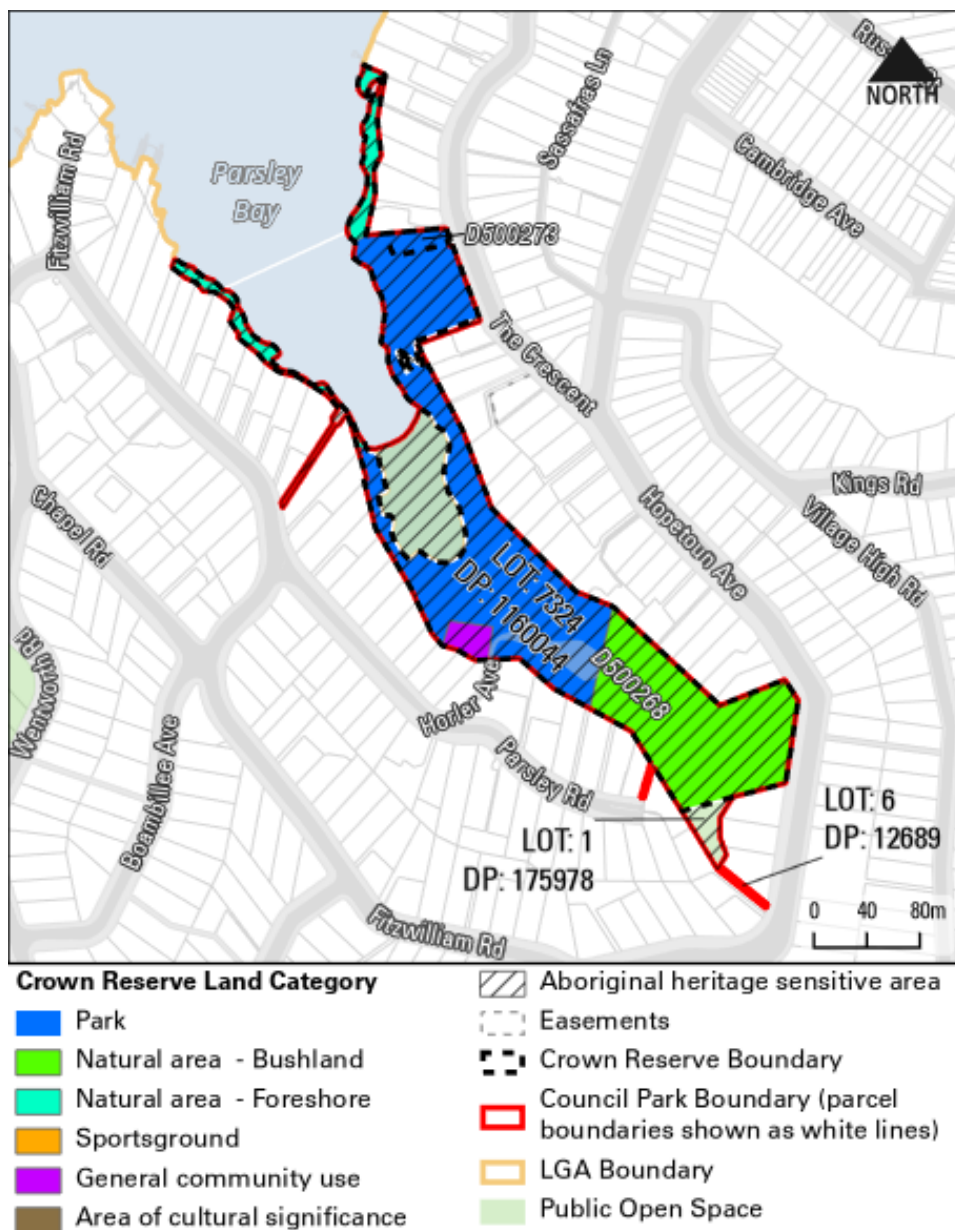 Russell
NORTH
Sassafras Ln
Cambridge Ave
Fitzwilliam Rd
Parsley
Bay
D500273
The Crescent
Kings Rd
Chapel Rd
Hopetoun Ave
Village High Rd
LOT: 7324
DP: 1160044
D500268
Wentworth Rd
Horler Ave
Boambillee Ave
Parsley Rd
LOT: 6
DP: 12689
LOT: 1
DP: 175978
Fitzwilliam Rd
0 40 80m
Crown Reserve Land Category
Park
Natural area - Bushland
Natural area - Foreshore
Sportsground
General community use
Area of cultural significance
Aboriginal heritage sensitive area
Easements
Crown Reserve Boundary
Council Park Boundary (parcel
boundaries shown as white lines)
LGA Boundary
Public Open Space